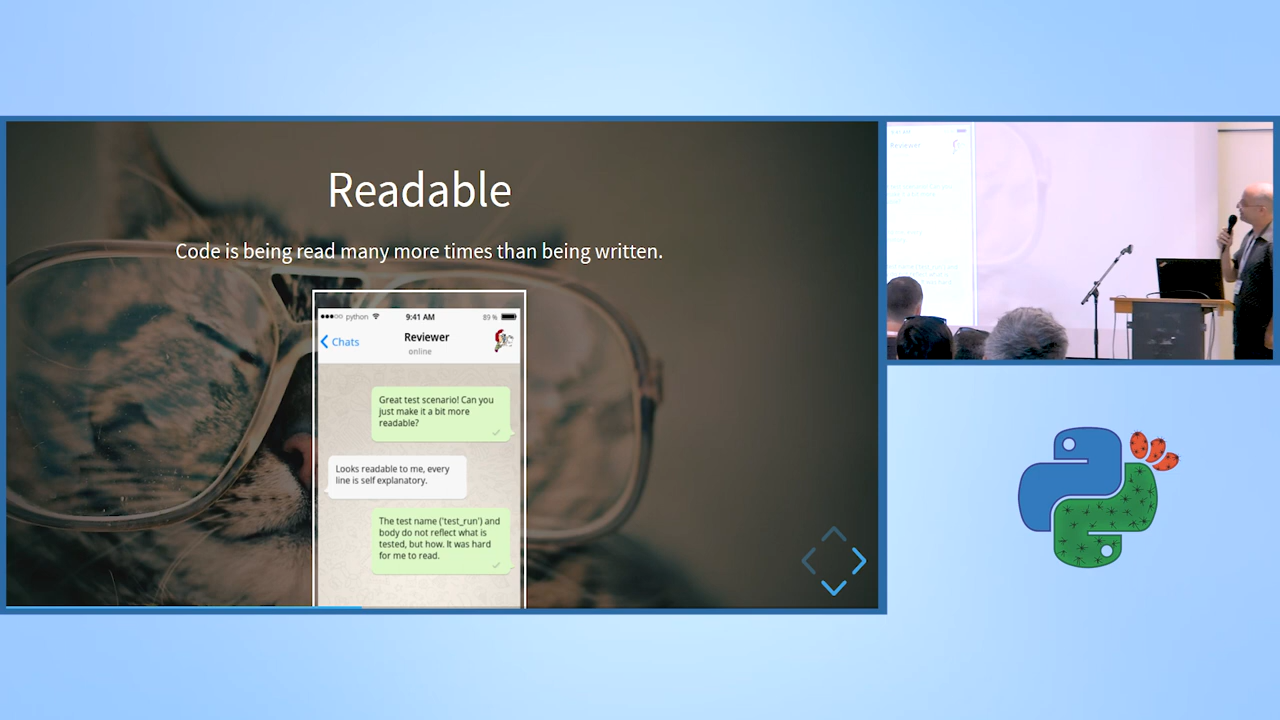 Readable
Code is being read many more times than being written.
python
9:41 AM
89 %
Chats
Reviewer
online
Great test scenario! Can you
just make it a bit more
readable?
Looks readable to me, every
line is self explanatory.
The test name ('test_run') and
body do not reflect what is
tested, but how. It was hard
for me to read.
Reviewer